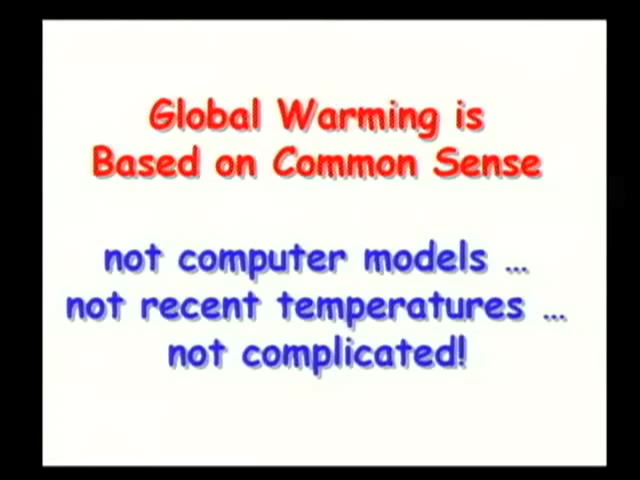 Global Warming is
Based on Common Sense
not computer models ...
not recent temperatures ...
not complicated!